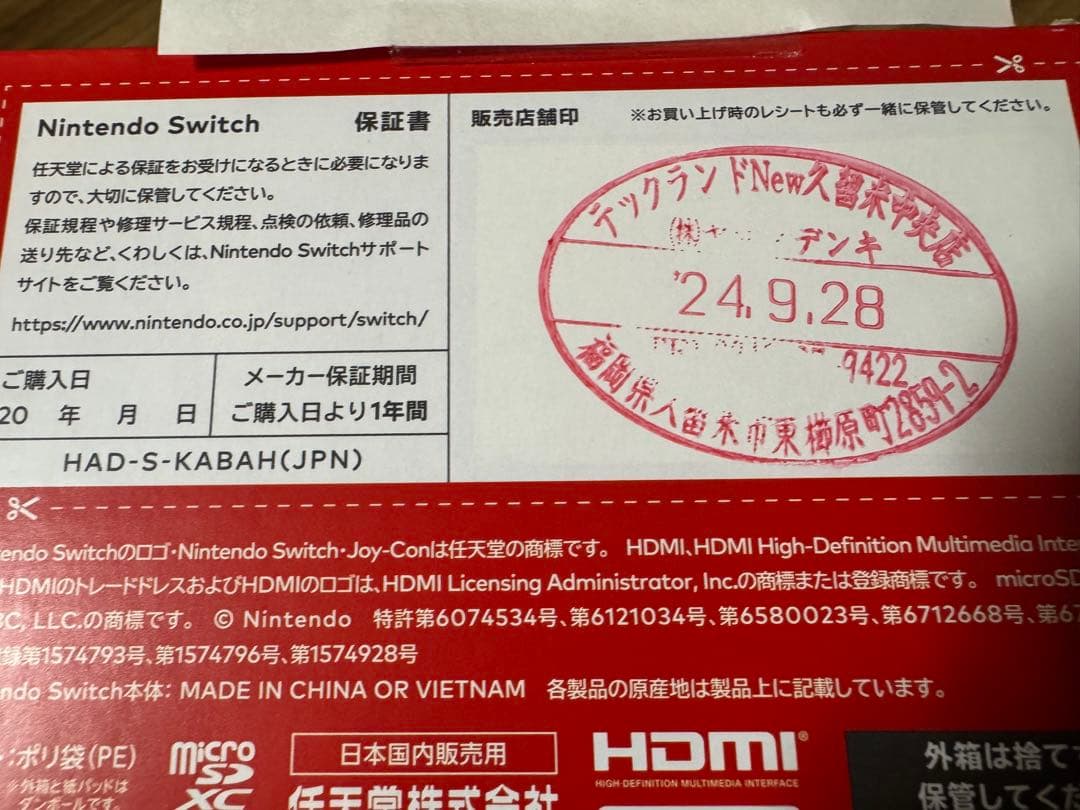 Nintendo Switch 保証書
任天堂による保証をお受けになるときに必要になりま
すので、大切に保管してください。
保証規程や修理サービス規程、点検の依頼、修理品の
送り先など、くわしくは、Nintendo Switchサポート
サイトをご覧ください。
https://www.nintendo.co.jp/support/switch/
ご購入日
20 年 月 日
メーカー保証期間
ご購入日より1年間
HAD-S-KABAH(JPN)
販売店舗印 ※お買い上げ時のレシートも必ず一緒に保管してください。
テックランドNew久留米中央店
(株)ヤ デンキ
'24.9.28
9422
福岡県久留米市東櫛原町2859-2
tendo Switchのロゴ・Nintendo Switch・Joy-Conは任天堂の商標です。 HDMI、HDMI High-Definition Multimedia Inte
HDMIのトレードドレスおよびHDMIのロゴは、HDMI Licensing Administrator, Inc.の商標または登録商標です。 microSD
C, LLC.の商標です。 © Nintendo 特許第6074534号、第6121034号、第6580023号、第6712668号、第67
録第1574793号、第1574796号、第1574928号
ndo Switch本体: MADE IN CHINA OR VIETNAM 各製品の原産地は製品上に記載しています。
:ポリ袋(PE)
※外箱と紙パッドは
ダンボールです。
micro
SD
XC
日本国内販売用
任天堂株式会社
HDMI®
HIGH-DEFINITION MULTIMEDIA INTERFACE
外箱は捨て
保管してく